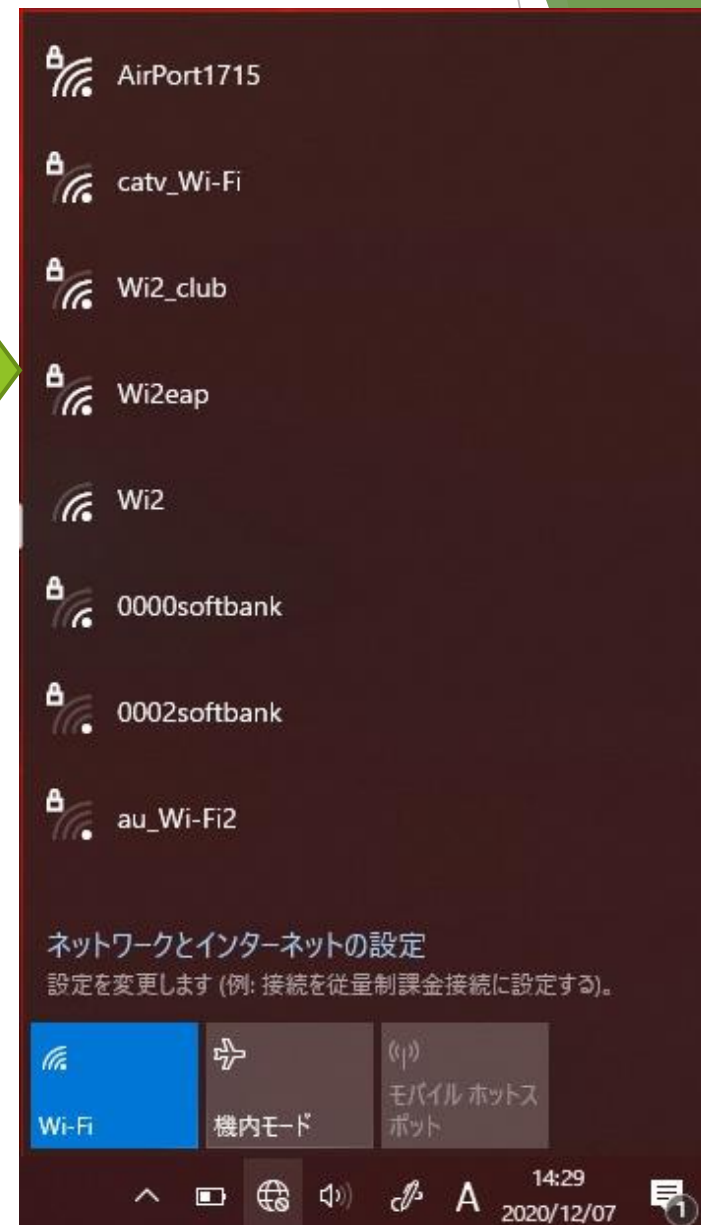 AirPort1715
catv_Wi-Fi
Wi2_club
Wi2eap
Wi2
0000softbank
0002softbank
au_Wi-Fi2
ネットワークとインターネットの設定
設定を変更します (例: 接続を従量制課金接続に設定する)。
Wi-Fi
機内モード
モバイル ホットス
ポット
A
14:29
2020/12/07
1